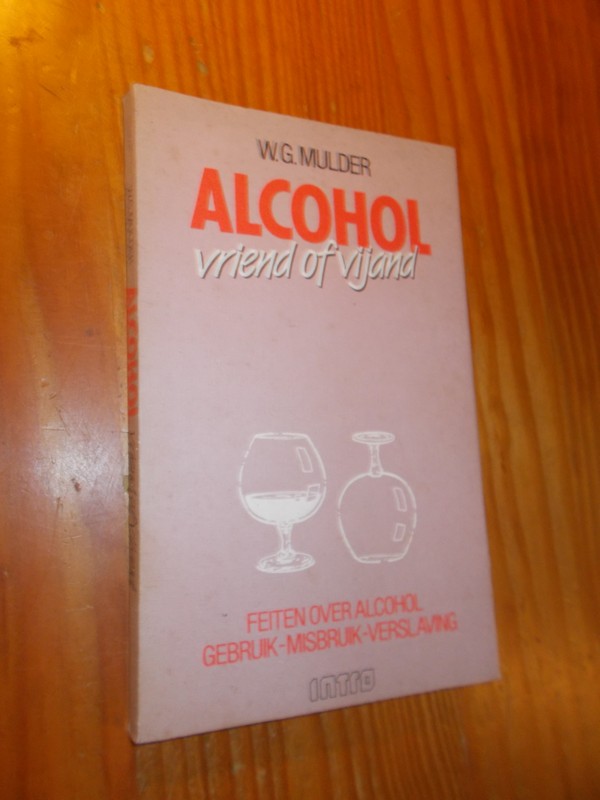 W.G. MULDER
ALCOHOL
vriend of vijand
FEITEN OVER ALCOHOL
GEBRUIK-MISBRUIK-VERSLAVING
intro
ALCOHOL